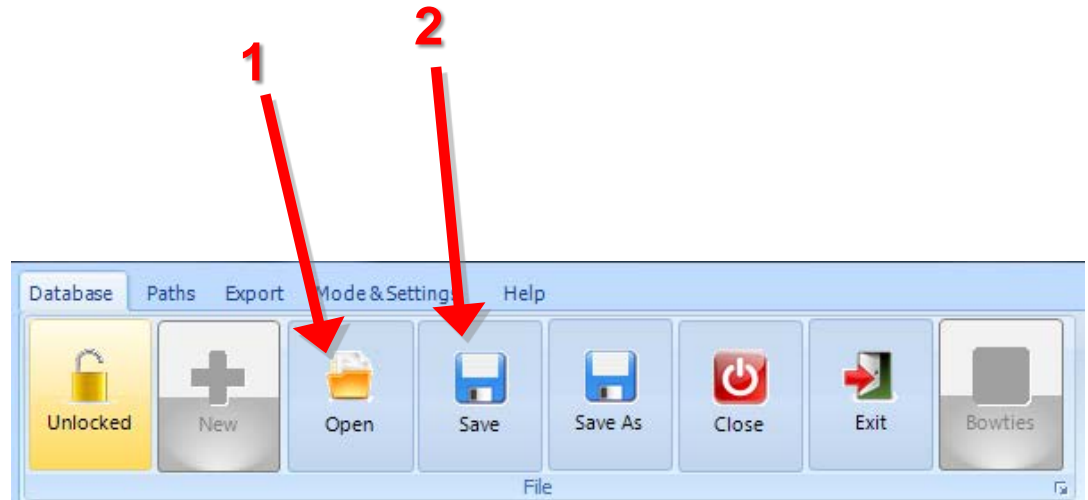 1
2
Database Paths Export Mode & Settings Help
Unlocked New Open Save Save As Close Exit Bowties
File